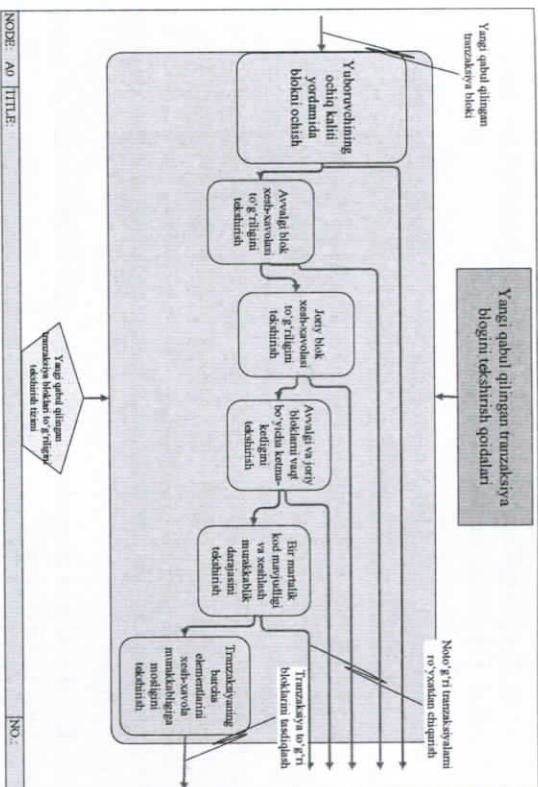 Yangi qabul qilingan
tranzaksiya bloki
Yangi qabul qilingan tranzaksiya
blogini tekshirish qoidalari
Yuboruvchining
ochiq kaliti
yordamida
blokni ochish
Avvalgi blok
xesh-xavolasi
to'g'riligini
tekshirish
Joriy blok
xesh-xavolasi
to'g'riligini
tekshirish
Avvalgi va joriy
bloklarni vaqt
bo'yicha ketma-
ketligini
tekshirish
Bir martalik
kod mavjudligi
va xeshlash
murakkablik
darajasini
tekshirish
Tranzaksiyaning
barcha
elementlarini
xesh-xavola
murakkabligiga
mosligini
tekshirish
Noto'g'ri tranzaksiyalarni
ro'yxatdan chiqarish
Tranzaksiya to'g'ri
bloklarini tasdiqlash
Yangi qabul qilingan
tranzaksiya bloklari to'g'riligini
tekshirish tizimi
NODE: A0 TITLE: NO.: